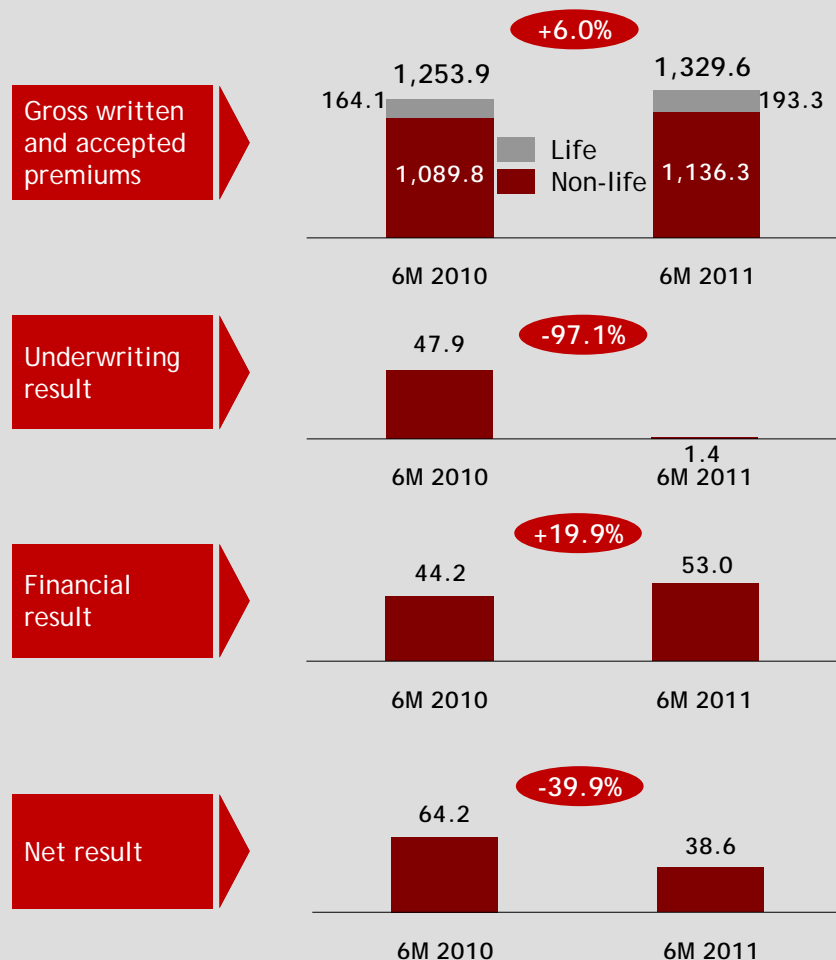 +6.0%
1,253.9
1,329.6
164.1
193.3
Gross written
and accepted
premiums
Life
Non-life
1,089.8
1,136.3
6M 2010
6M 2011
-97.1%
47.9
Underwriting
result
1.4
6M 2010
6M 2011
+19.9%
44.2
53.0
Financial
result
6M 2010
6M 2011
-39.9%
64.2
38.6
Net result
6M 2010
6M 2011